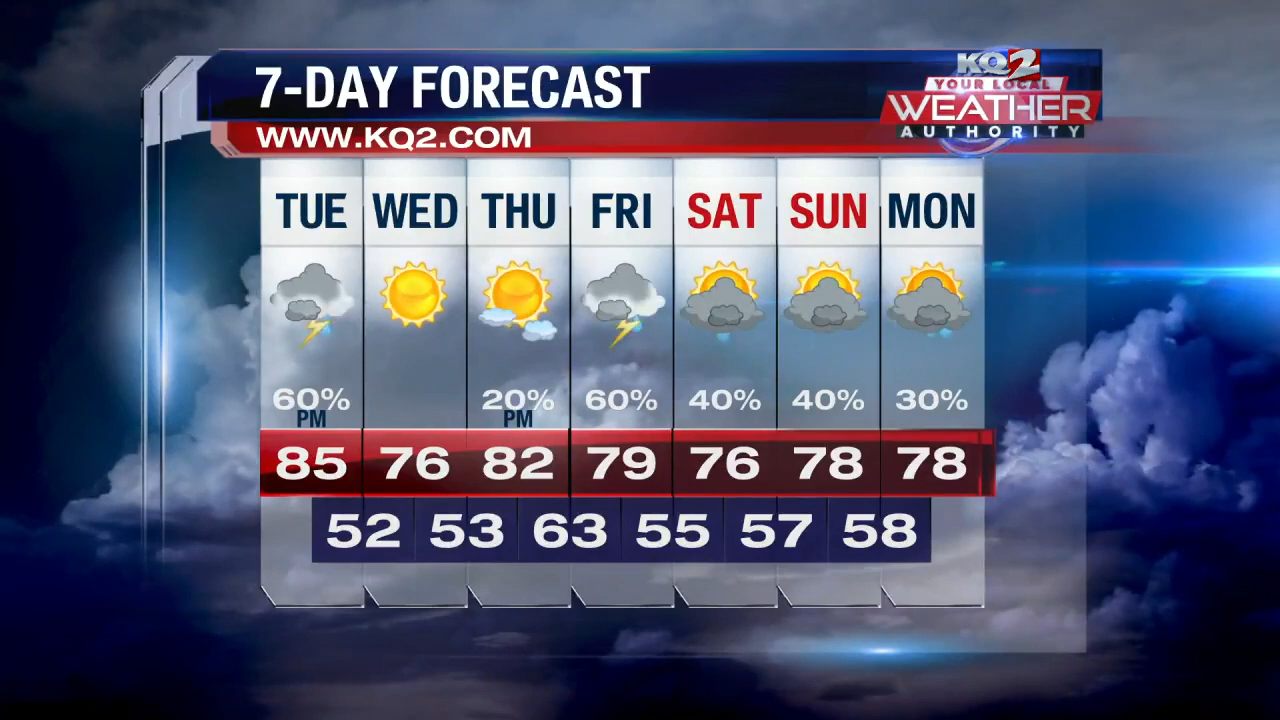 7-DAY FORECAST
WWW.KQ2.COM
KQ2
YOUR LOCAL
WEATHER
AUTHORITY
TUE WED THU FRI SAT SUN MON
60% 20% 60% 40% 40% 30%
PM PM
85 76 82 79 76 78 78
52 53 63 55 57 58